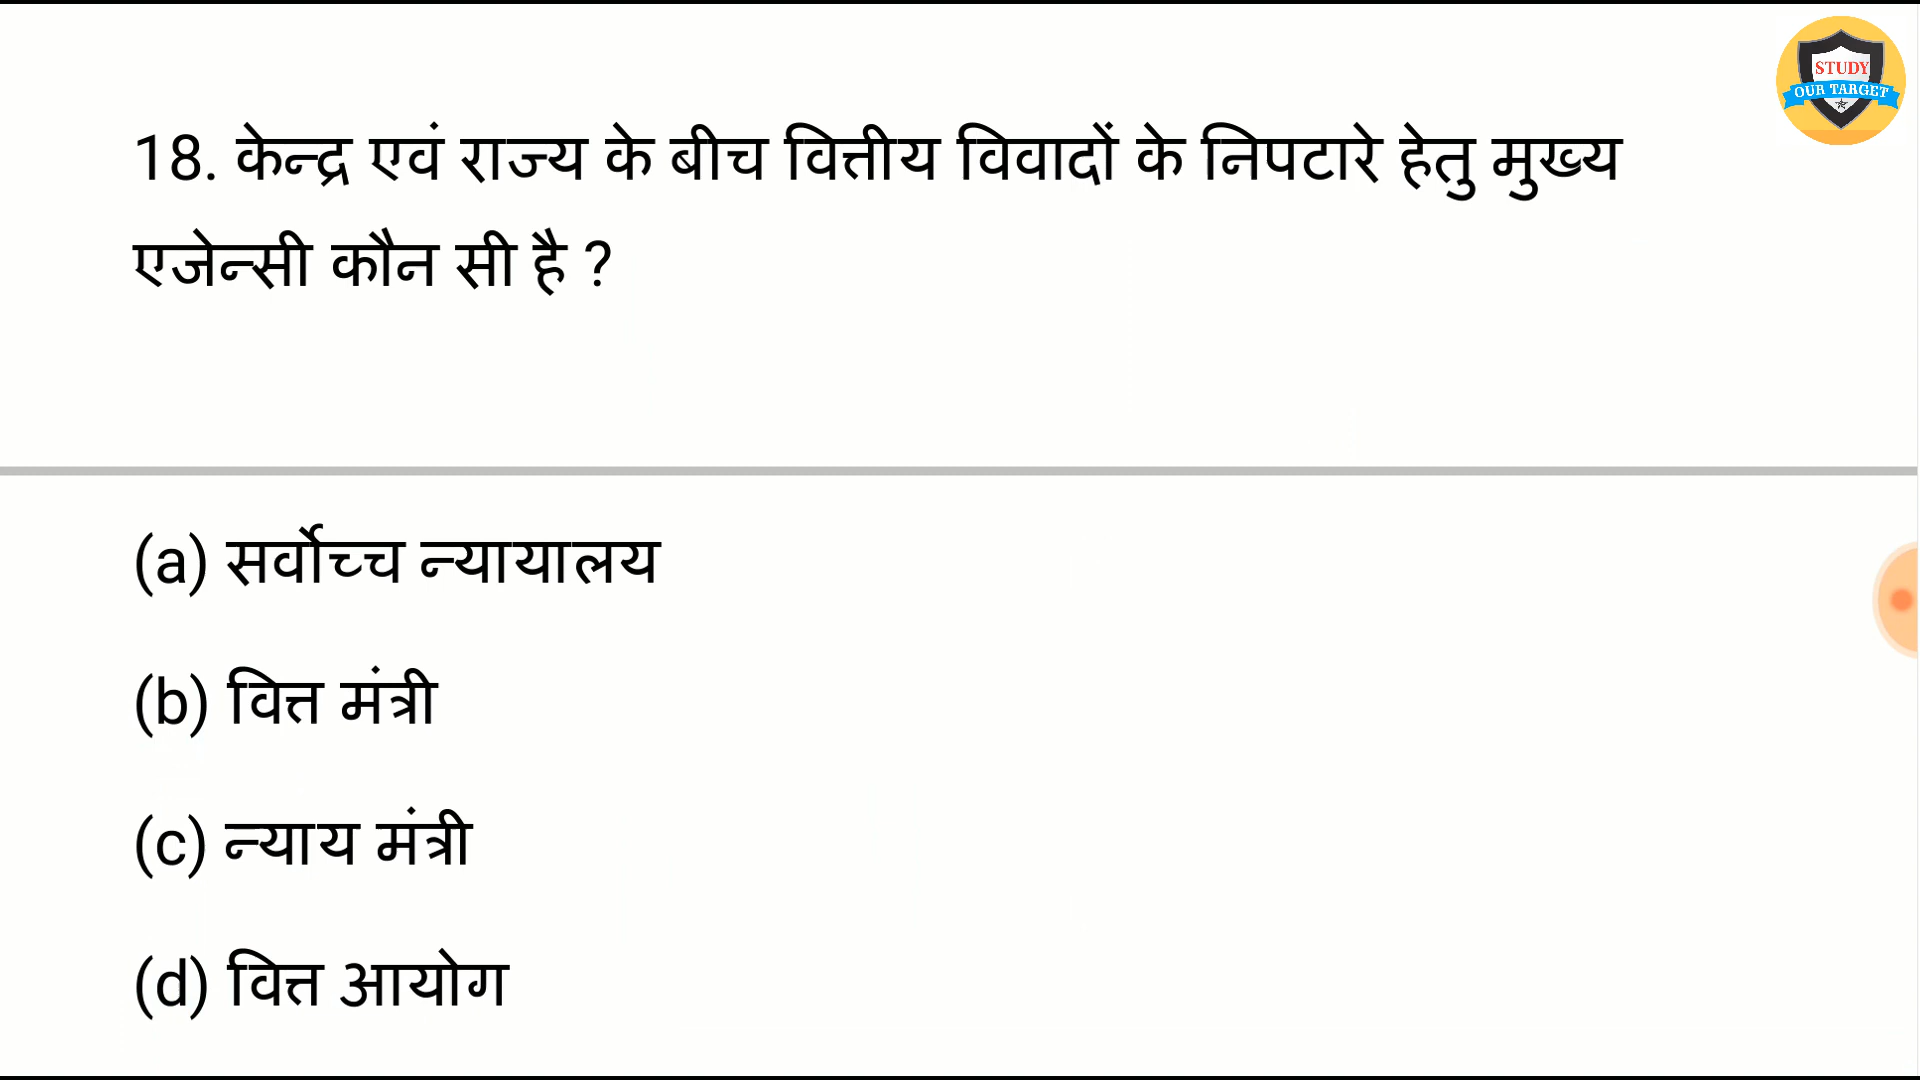 STUDY
OUR TARGET
18. केन्द्र एवं राज्य के बीच वित्तीय विवादों के निपटारे हेतु मुख्य
एजेन्सी कौन सी है ?
(a) सर्वोच्च न्यायालय
(b) वित्त मंत्री
(c) न्याय मंत्री
(d) वित्त आयोग